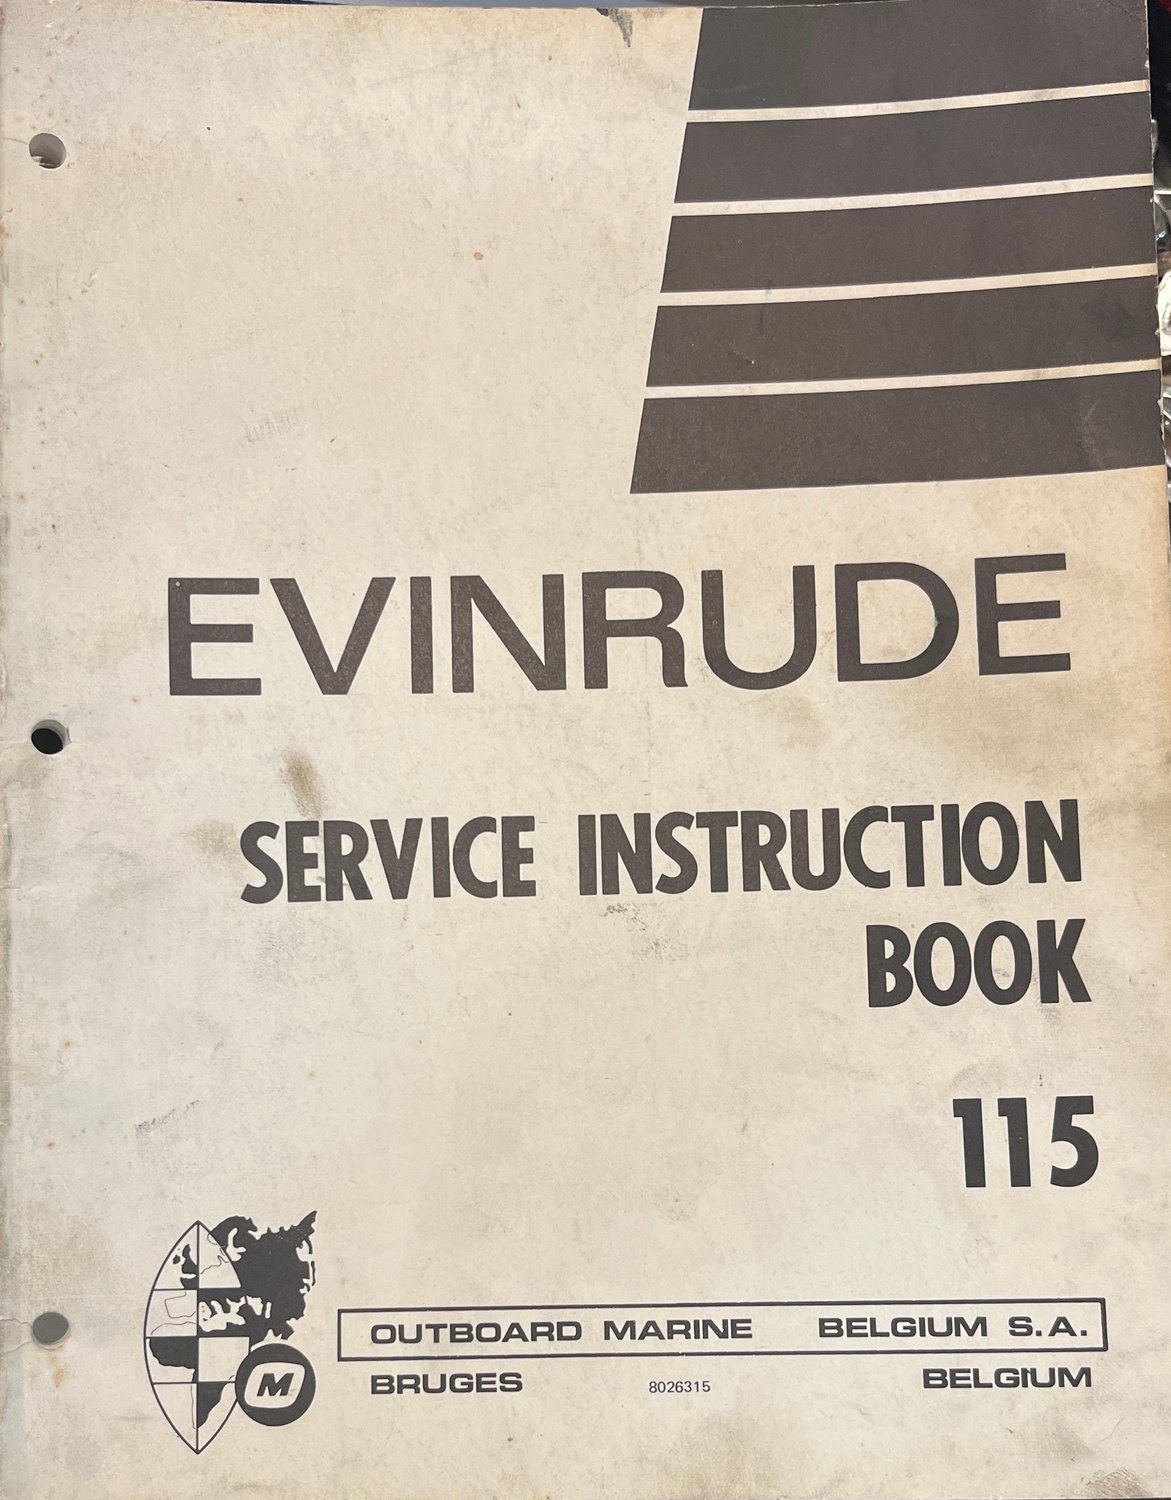 EVINRUDE
SERVICE INSTRUCTION
BOOK
115
OUTBOARD MARINE BELGIUM S.A.
M
BRUGES 8026315 BELGIUM